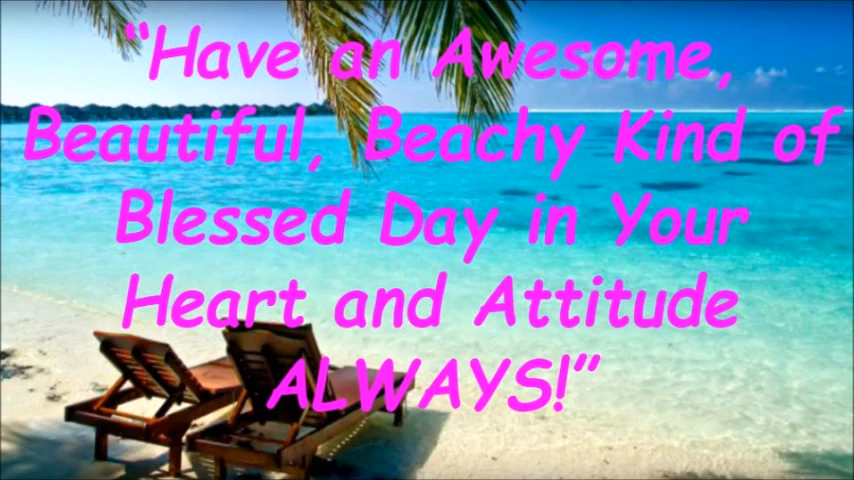 “Have an Awesome,
Beautiful, Beachy Kind of
Blessed Day in Your
Heart and Attitude
ALWAYS!”